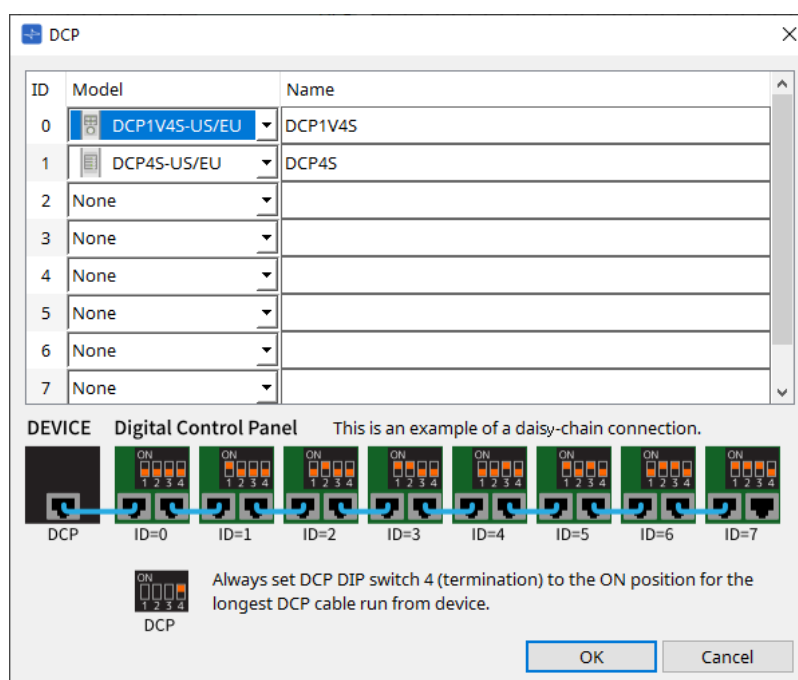 DCP
ID Model Name
0 DCP1V4S-US/EU DCP1V4S
1 DCP4S-US/EU DCP4S
2 None
3 None
4 None
5 None
6 None
7 None
DEVICE Digital Control Panel This is an example of a daisy-chain connection.
ON ON ON ON ON ON ON ON
1 2 3 4 1 2 3 4 1 2 3 4 1 2 3 4 1 2 3 4 1 2 3 4 1 2 3 4 1 2 3 4
DCP ID=0 ID=1 ID=2 ID=3 ID=4 ID=5 ID=6 ID=7
ON
1 2 3 4
DCP
Always set DCP DIP switch 4 (termination) to the ON position for the
longest DCP cable run from device.
OK Cancel